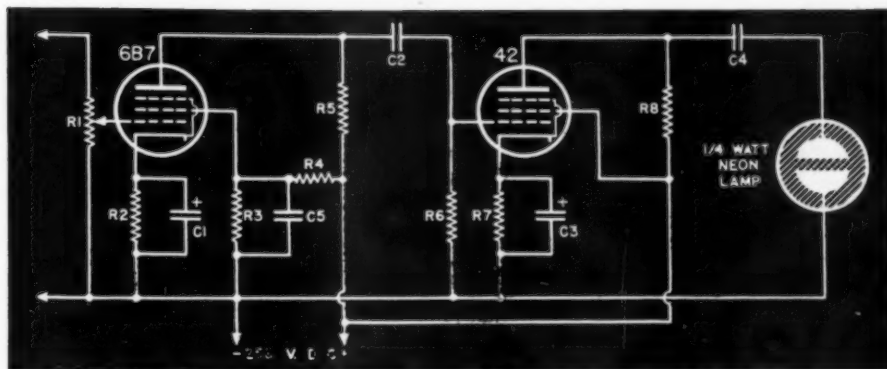 6B7
C2
42
C4
R1
R5
R8
1/4 WATT
NEON
LAMP
R4
R2
+
C1
R3
C5
R6
R7
+
C3
V. D. C.